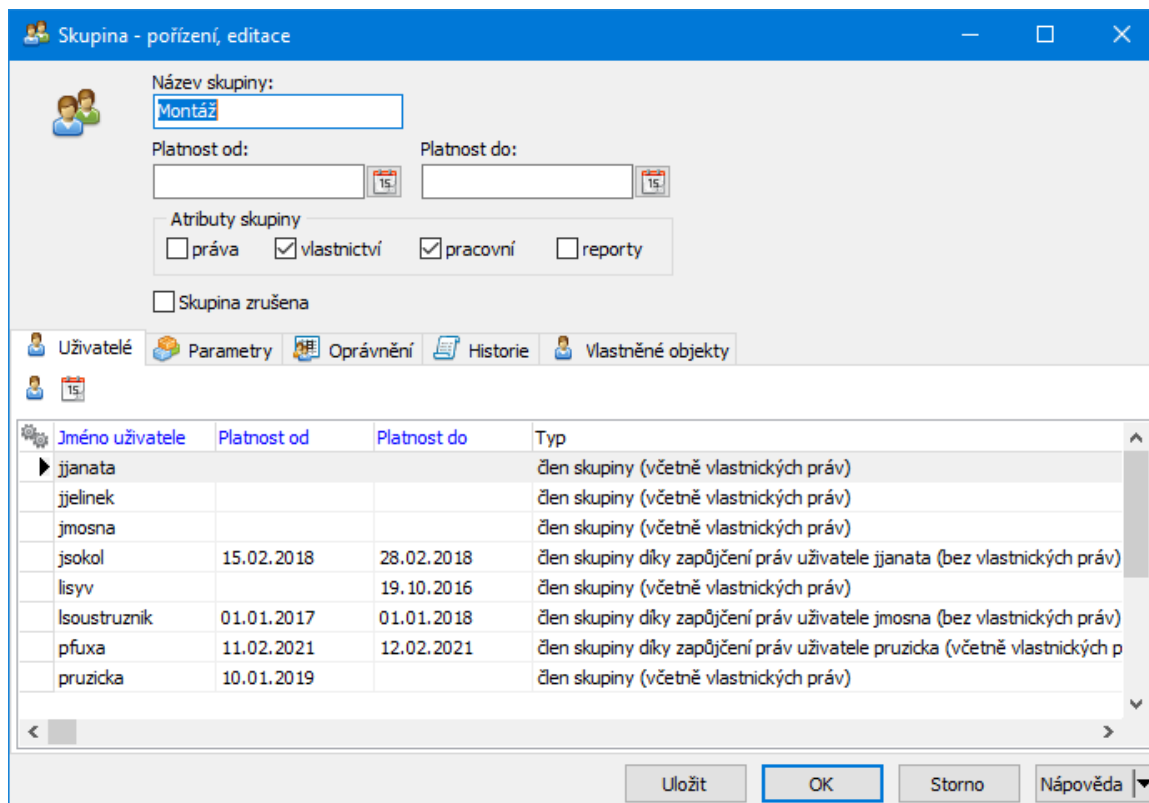 Skupina - pořízení, editace
Název skupiny:
Montáž
Platnost od: Platnost do:
15 15
Atributy skupiny
práva vlastnictví pracovní reporty
Skupina zrušena
Uživatelé Parametry Oprávnění Historie Vlastněné objekty
15
Jméno uživatele Platnost od Platnost do Typ
jjanata člen skupiny (včetně vlastnických práv)
jjelinek člen skupiny (včetně vlastnických práv)
jmosna člen skupiny (včetně vlastnických práv)
jsokol 15.02.2018 28.02.2018 člen skupiny díky zapůjčení práv uživatele jjanata (bez vlastnických práv)
lisyv 19.10.2016 člen skupiny (včetně vlastnických práv)
lsoustruznik 01.01.2017 01.01.2018 člen skupiny díky zapůjčení práv uživatele jmosna (bez vlastnických práv)
pfuxa 11.02.2021 12.02.2021 člen skupiny díky zapůjčení práv uživatele pruzicka (včetně vlastnických p
pruzicka 10.01.2019 člen skupiny (včetně vlastnických práv)
Uložit OK Storno Nápověda